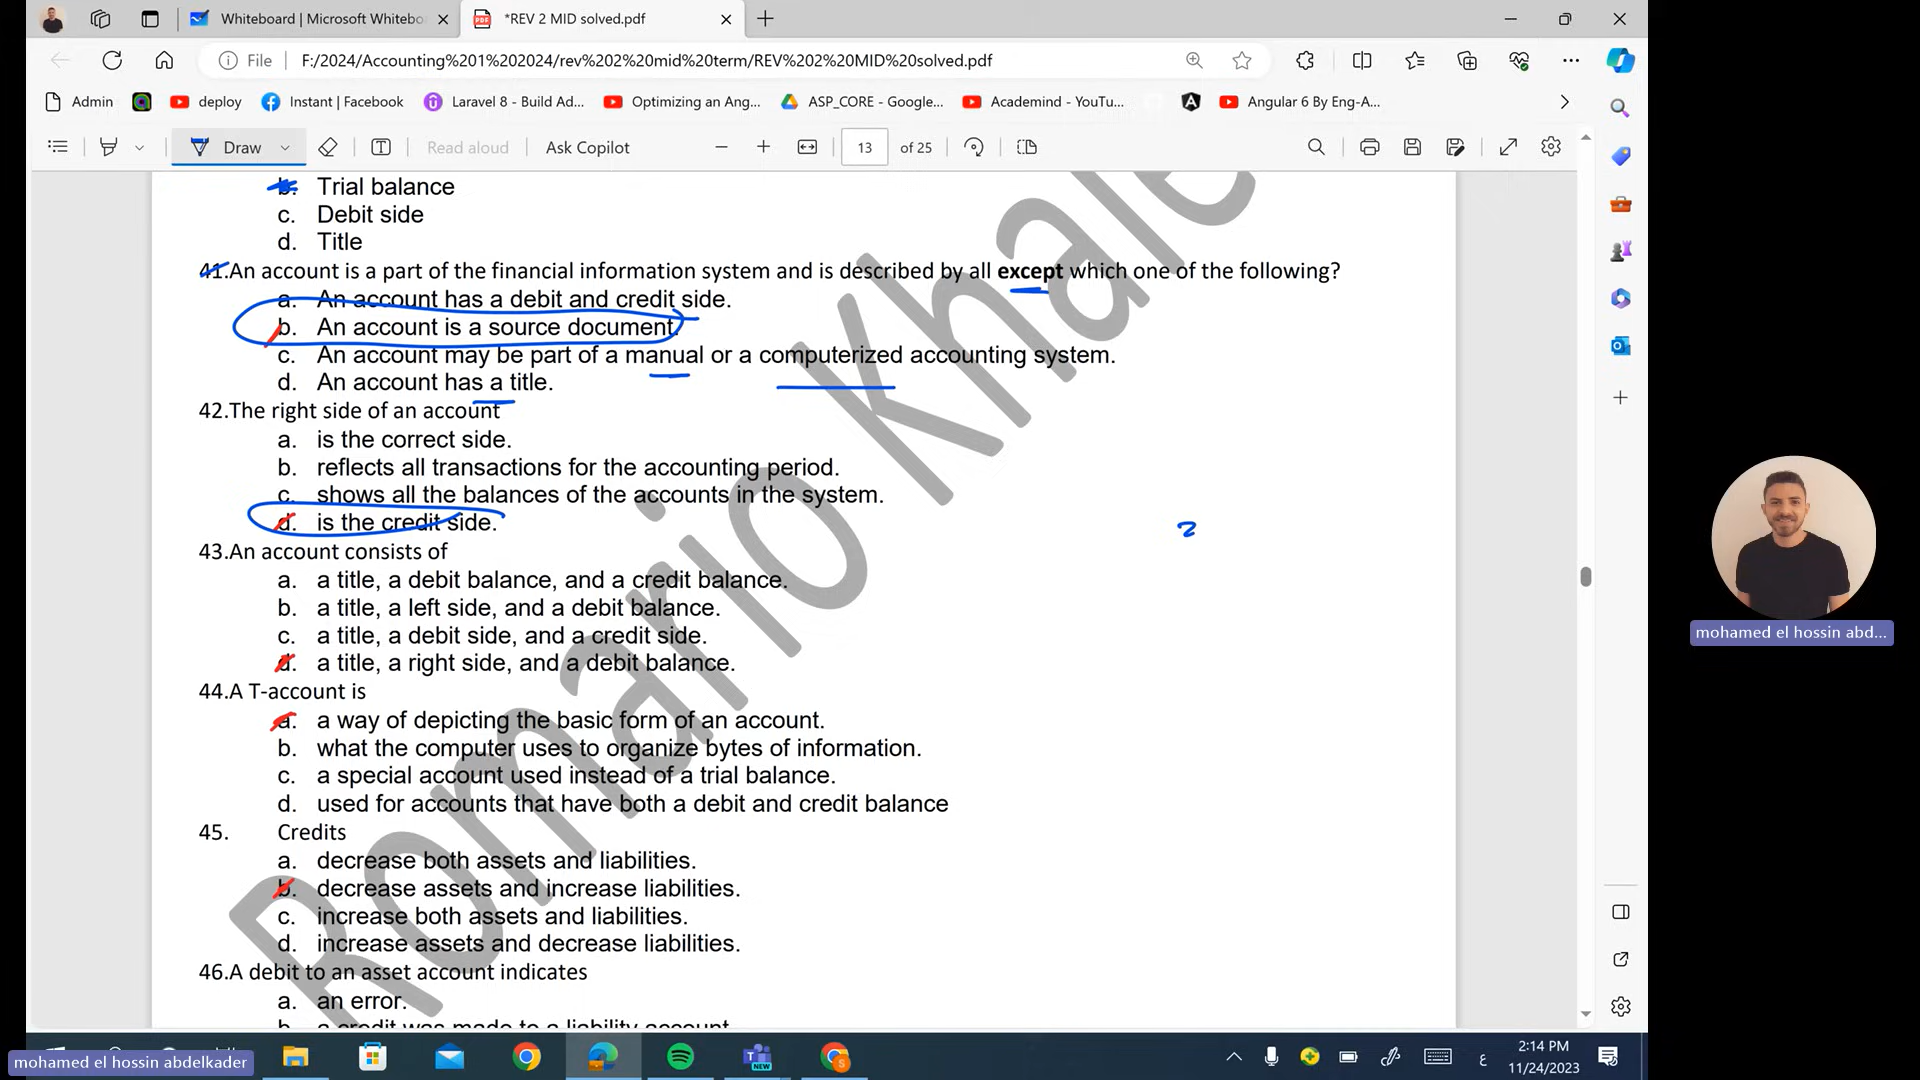 Whiteboard | Microsoft Whitebo
*REV 2 MID solved.pdf
File
F:/2024/Accounting%201%202024/rev%202%20mid%20term/REV%202%20MID%20solved.pdf
Admin
deploy
Instant | Facebook
Laravel 8 - Build Ad...
Optimizing an Ang...
ASP_CORE - Google...
Academind - YouTu...
Angular 6 By Eng-A...
Draw
Read aloud
Ask Copilot
13 of 25
b. Trial balance
c. Debit side
d. Title
41.An account is a part of the financial information system and is described by all except which one of the following?
a. An account has a debit and credit side.
b. An account is a source document.
c. An account may be part of a manual or a computerized accounting system.
d. An account has a title.
42.The right side of an account
a. is the correct side.
b. reflects all transactions for the accounting period.
c. shows all the balances of the accounts in the system.
d. is the credit side.
43.An account consists of
a. a title, a debit balance, and a credit balance.
b. a title, a left side, and a debit balance.
c. a title, a debit side, and a credit side.
d. a title, a right side, and a debit balance.
44.A T-account is
a. a way of depicting the basic form of an account.
b. what the computer uses to organize bytes of information.
c. a special account used instead of a trial balance.
d. used for accounts that have both a debit and credit balance
45. Credits
a. decrease both assets and liabilities.
b. decrease assets and increase liabilities.
c. increase both assets and liabilities.
d. increase assets and decrease liabilities.
46.A debit to an asset account indicates
a. an error.
b. a credit was made to a liability account.
Romario Khale
mohamed el hossin abd...
mohamed el hossin abdelkader
NEW
ع
2:14 PM
11/24/2023